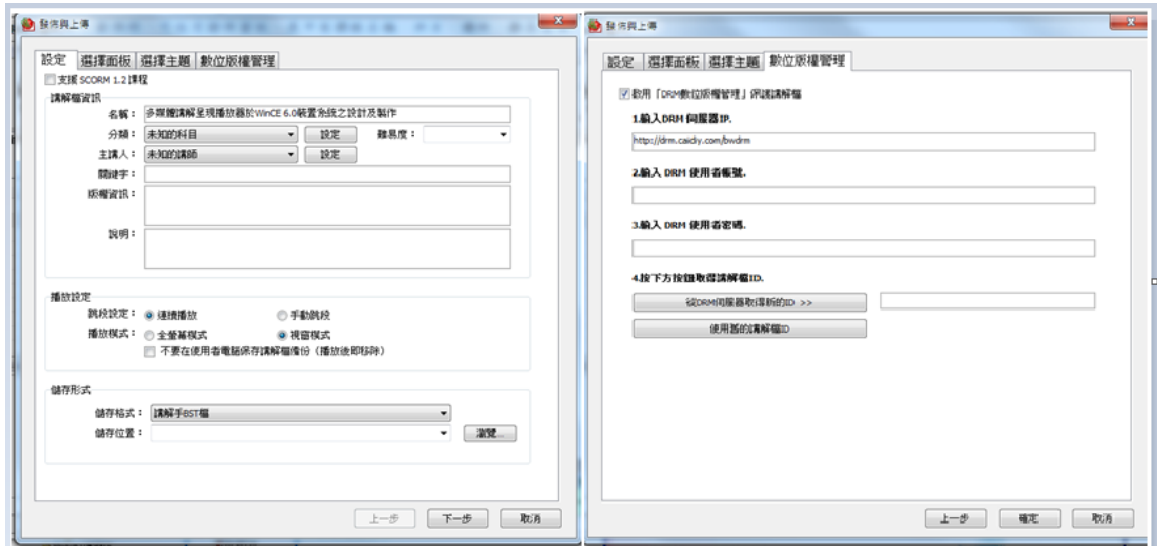 發佈與上傳
設定 選擇面板 選擇主題 數位版權管理
支援 SCORM 1.2 課程
講解檔資訊
名稱： 多媒體講解呈現播放器於WinCE 6.0裝置系統之設計及製作
分類： 未知的科目 設定 難易度：
主講人： 未知的講師 設定
關鍵字：
版權資訊：
說明：
播放設定
跳段設定： 連續播放 手動跳段
播放模式： 全螢幕模式 視窗模式
不要在使用者電腦保存講解檔備份（播放後即移除）
儲存形式
儲存格式： 講解手BST檔
儲存位置： 瀏覽...
上一步 下一步 取消
發佈與上傳
設定 選擇面板 選擇主題 數位版權管理
啟用「DRM數位版權管理」保護講解檔
1.輸入DRM 伺服器IP.
http://drm.caiciy.com/bwdrm
2.輸入 DRM 使用者帳號.
3.輸入 DRM 使用者密碼.
4.按下方按鈕取得講解檔ID.
從DRM伺服器取得新的ID >>
使用舊的講解檔ID
上一步 確定 取消